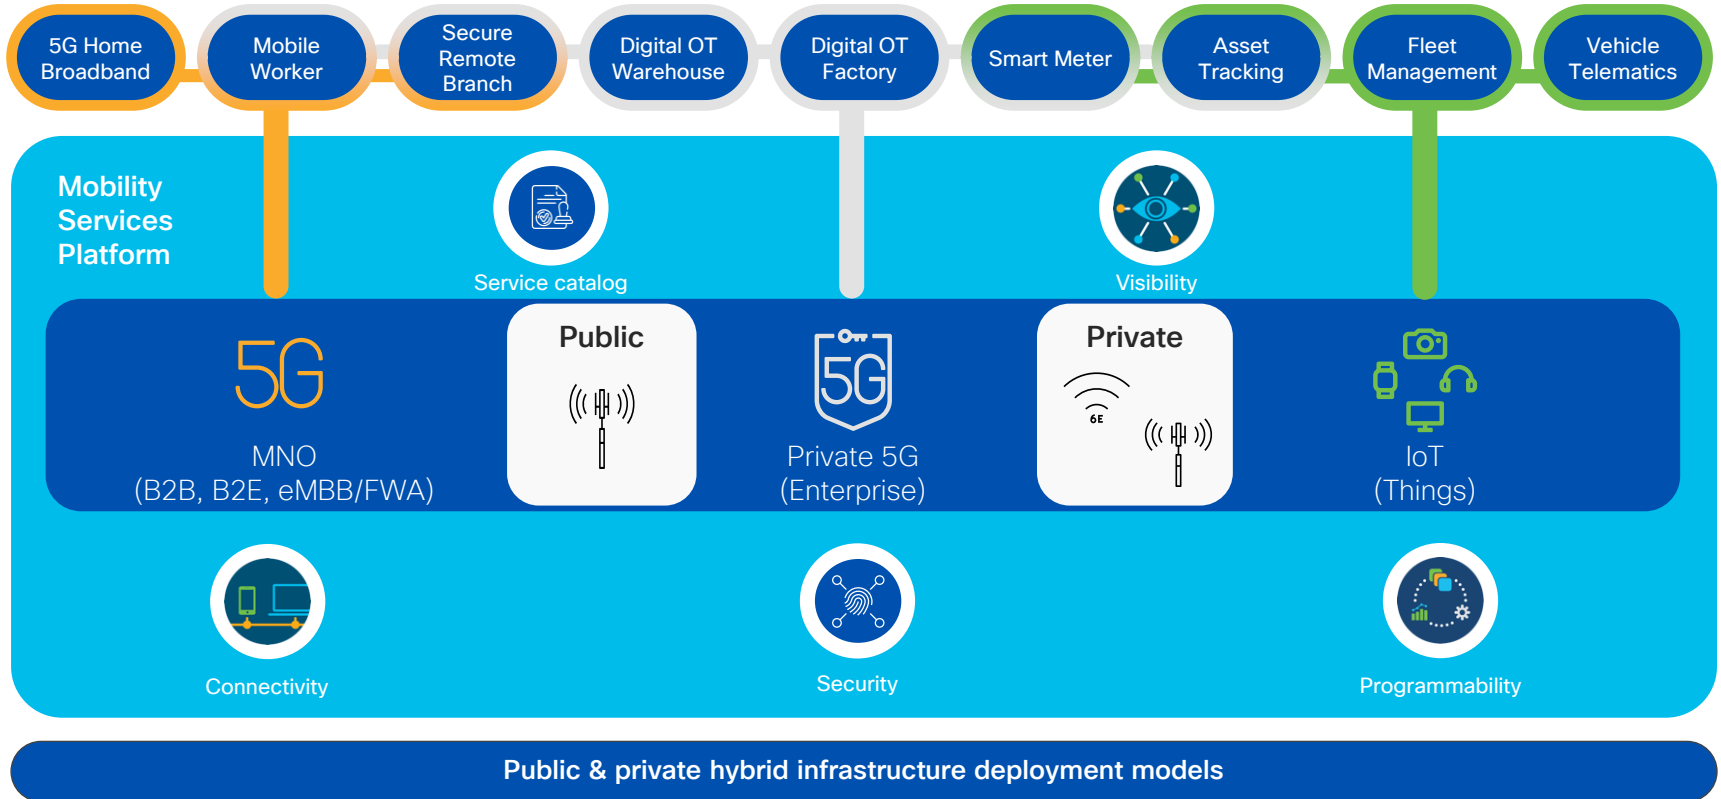 5G Home
Broadband
Mobile
Worker
Secure
Remote
Branch
Digital OT
Warehouse
Digital OT
Factory
Smart Meter
Asset
Tracking
Fleet
Management
Vehicle
Telematics
Mobility
Services
Platform
Service catalog
Visibility
5G
MNO
(B2B, B2E, eMBB/FWA)
Public
5G
Private 5G
(Enterprise)
Private
6E
IoT
(Things)
Connectivity
Security
Programmability
Public & private hybrid infrastructure deployment models